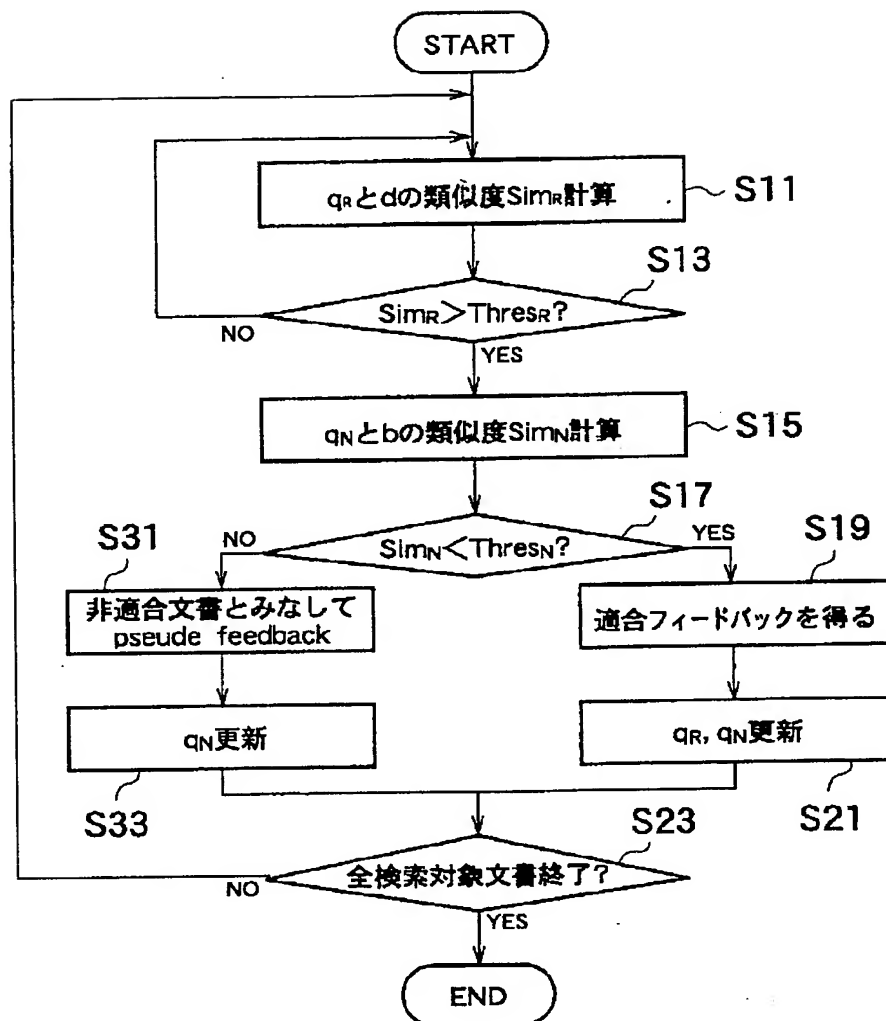 START
qRとdの類似度SimR計算
S11
S13
SimR>ThresR?
NO
YES
qNとbの類似度SimN計算
S15
S17
SimN<ThresN?
NO
YES
S31
S19
非適合文書とみなして
pseude feedback
適合フィードバックを得る
qN更新
qR, qN更新
S33
S21
S23
全検索対象文書終了?
NO
YES
END